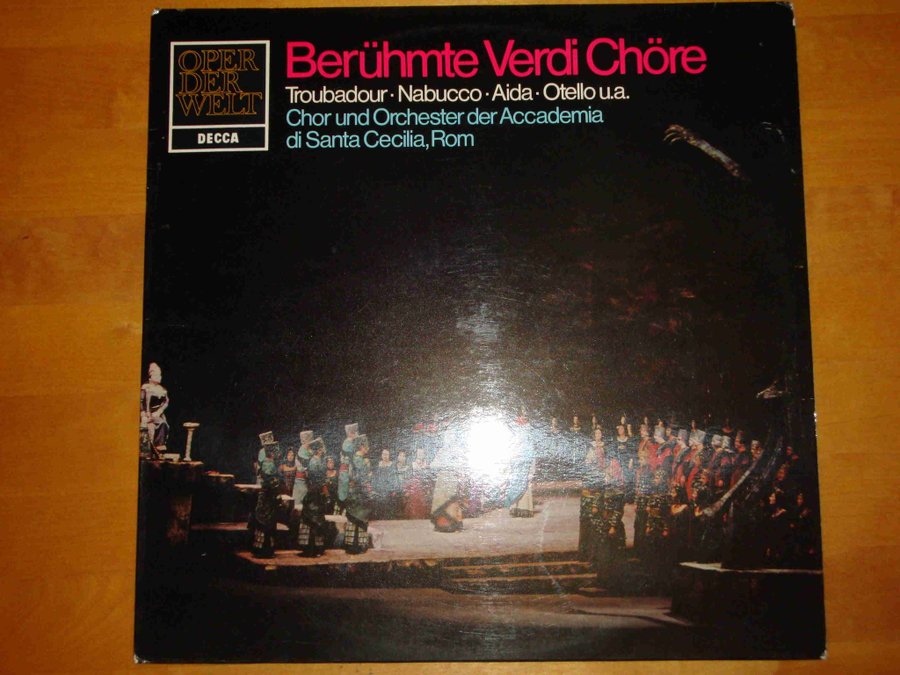 OPER
DER
WELT
DECCA
Berühmte Verdi Chöre
Troubadour · Nabucco · Aida · Otello u.a.
Chor und Orchester der Accademia
di Santa Cecilia, Rom